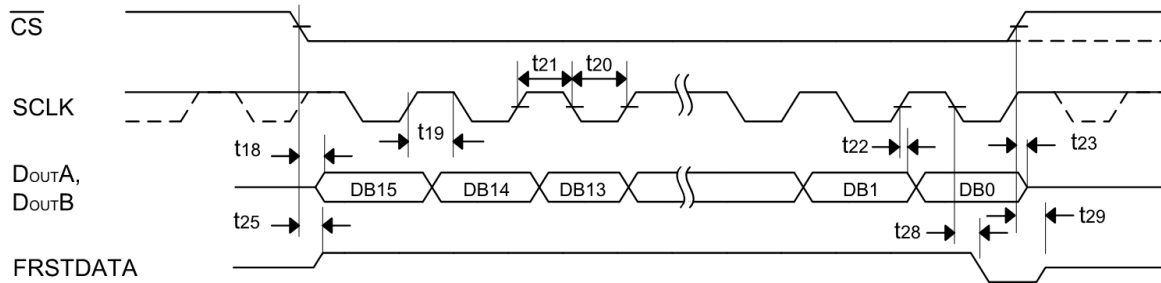 CS
t21 t20
SCLK
t18 t19 t22 t23
DOUTA,
DOUTB
DB15 DB14 DB13 DB1 DB0
t25 t28 t29
FRSTDATA